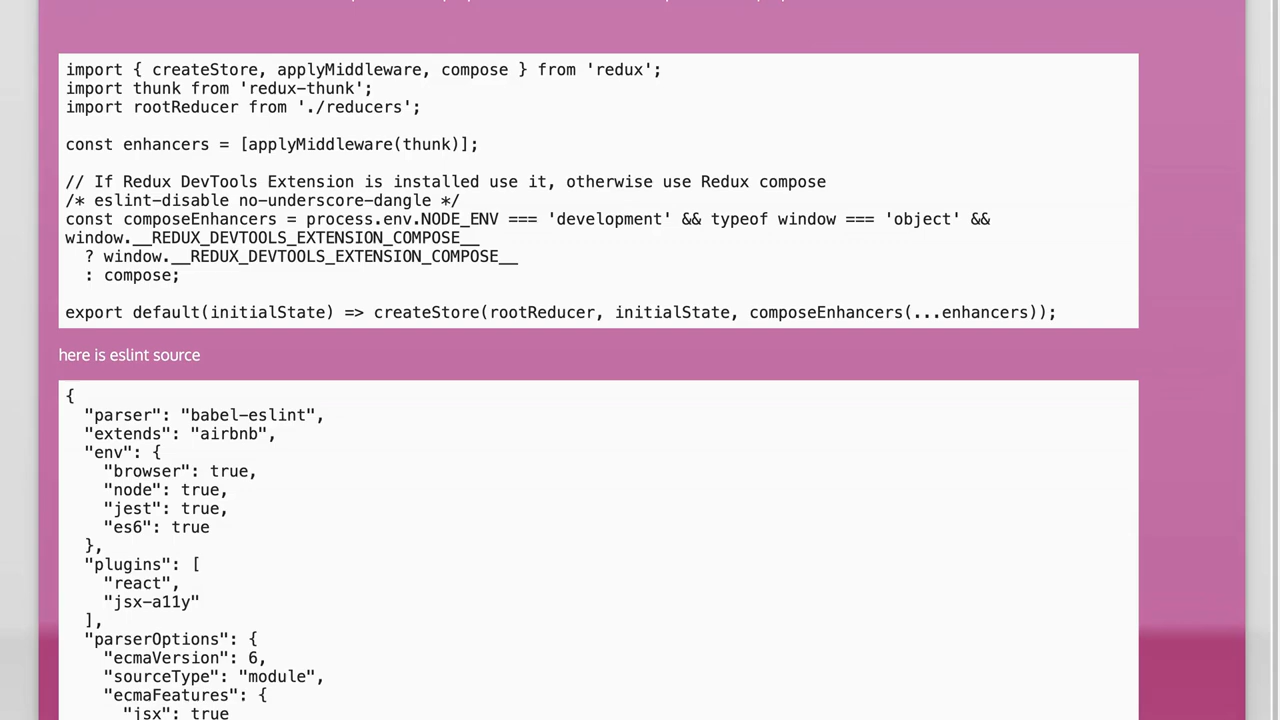 import { createStore, applyMiddleware, compose } from 'redux';
import thunk from 'redux-thunk';
import rootReducer from './reducers';
const enhancers = [applyMiddleware(thunk)];
// If Redux DevTools Extension is installed use it, otherwise use Redux compose
/* eslint-disable no-underscore-dangle */
const composeEnhancers = process.env.NODE_ENV === 'development' && typeof window === 'object' &&
window.__REDUX_DEVTOOLS_EXTENSION_COMPOSE__
  ? window.__REDUX_DEVTOOLS_EXTENSION_COMPOSE__
  : compose;
export default(initialState) => createStore(rootReducer, initialState, composeEnhancers(...enhancers));
here is eslint source
{
  "parser": "babel-eslint",
  "extends": "airbnb",
  "env": {
    "browser": true,
    "node": true,
    "jest": true,
    "es6": true
  },
  "plugins": [
    "react",
    "jsx-a11y"
  ],
  "parserOptions": {
    "ecmaVersion": 6,
    "sourceType": "module",
    "ecmaFeatures": {
      "jsx": true